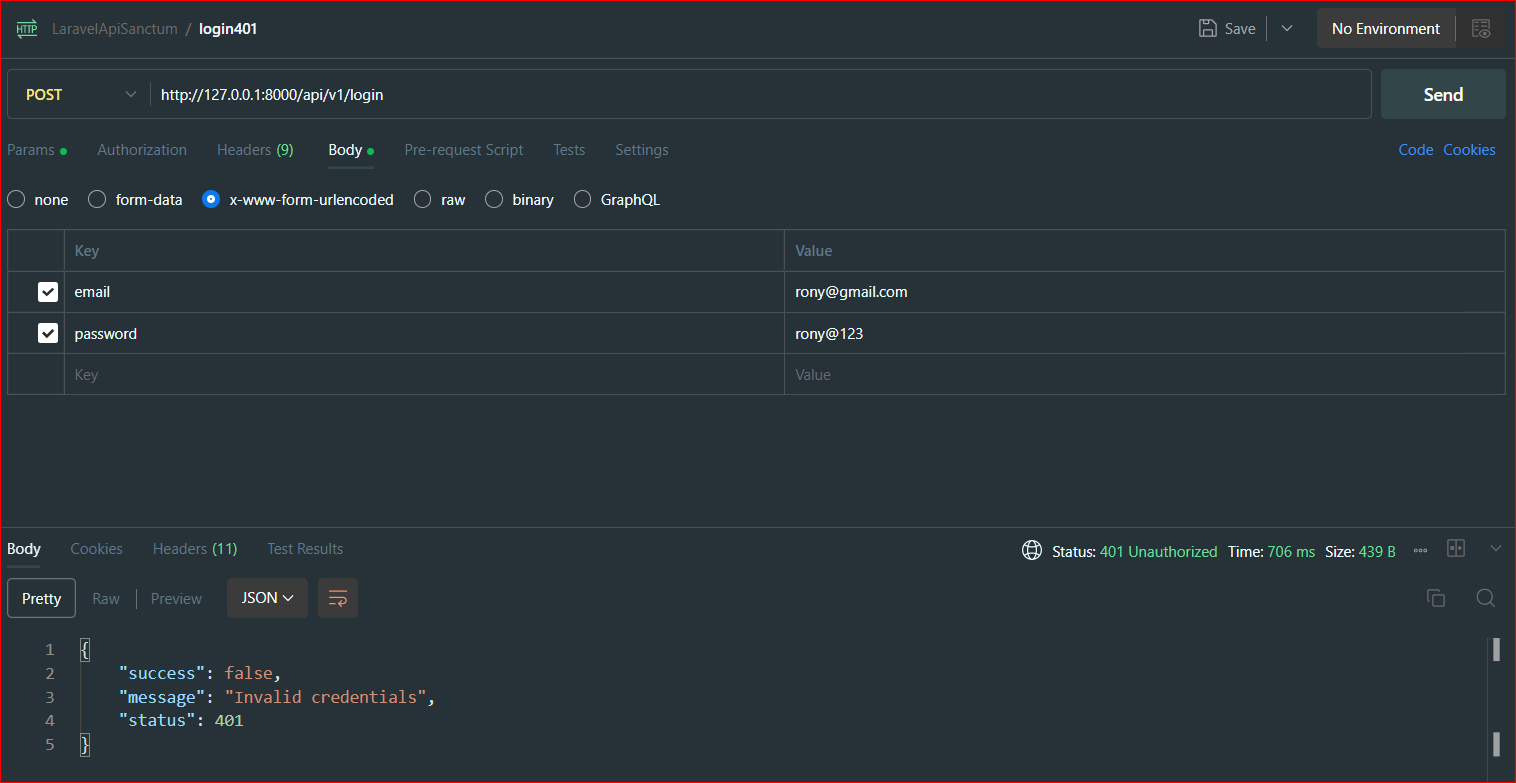 HTTP LaravelApiSanctum / login401 Save No Environment
POST http://127.0.0.1:8000/api/v1/login Send
Params Authorization Headers (9) Body Pre-request Script Tests Settings Code Cookies
none form-data x-www-form-urlencoded raw binary GraphQL
Key Value
email rony@gmail.com
password rony@123
Key Value
Body Cookies Headers (11) Test Results Status: 401 Unauthorized Time: 706 ms Size: 439 B
Pretty Raw Preview JSON
1 {
2 "success": false,
3 "message": "Invalid credentials",
4 "status": 401
5 }